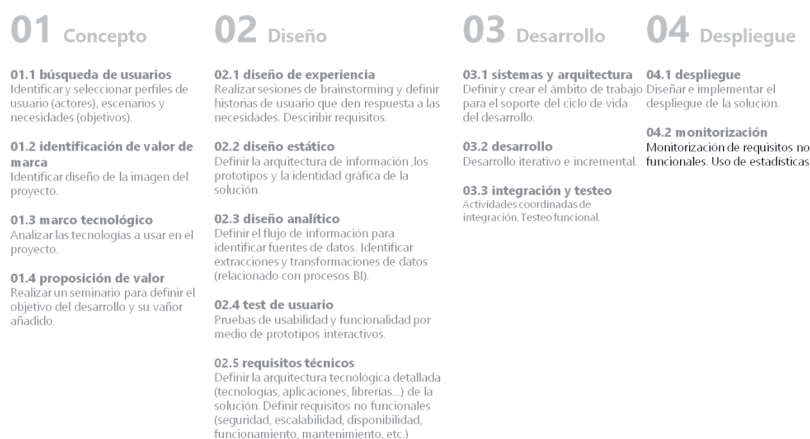 01 Concepto
01.1 búsqueda de usuarios
Identificar y seleccionar perfiles de
usuario (actores), escenarios y
necesidades (objetivos).
01.2 identificación de valor de
marca
Identificar diseño de la imagen del
proyecto.
01.3 marco tecnológico
Analizar las tecnologías a usar en el
proyecto.
01.4 proposición de valor
Realizar un seminario para definir el
objetivo del desarrollo y su vañor
añadido.
02 Diseño
02.1 diseño de experiencia
Realizar sesiones de brainstorming y definir
historias de usuario que den respuesta a las
necesidades. Desciribir requisitos.
02.2 diseño estático
Definir la arquitectura de información ,los
prototipos y la identidad gráfica de la
solución.
02.3 diseño analítico
Definir el flujo de información para
identificar fuentes de datos. Identificar
extracciones y transformaciones de datos
(relacionado con procesos BI).
02.4 test de usuario
Pruebas de usabilidad y funcionalidad por
medio de prototipos interactivos.
02.5 requisitos técnicos
Definir la arquitectura tecnológica detallada
(tecnologías, aplicaciones, librerías...) de la
solución. Definir requisitos no funcionales
(seguridad, escalabilidad, disponibilidad,
funcionamiento, mantenimiento, etc.)
03 Desarrollo
03.1 sistemas y arquitectura
Definir y crear el ámbito de trabajo
para el soporte del ciclo de vida
del desarrollo.
03.2 desarrollo
Desarrollo iterativo e incremental.
03.3 integración y testeo
Actividades coordinadas de
integración. Testeo funcional.
04 Despliegue
04.1 despliegue
Diseñar e implementar el
despliegue de la solución.
04.2 monitorización
Monitorización de requisitos no
funcionales. Uso de estadísticas